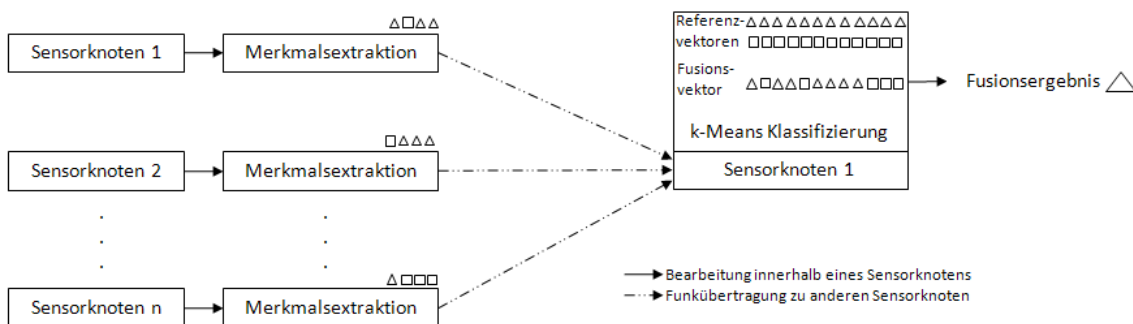 Sensorknoten 1
Merkmalsextraktion
Sensorknoten 2
Merkmalsextraktion
Sensorknoten n
Merkmalsextraktion
Referenz-
vektoren
Fusions-
vektor
k-Means Klassifizierung
Sensorknoten 1
Fusionsergebnis
Bearbeitung innerhalb eines Sensorknotens
Funkübertragung zu anderen Sensorknoten